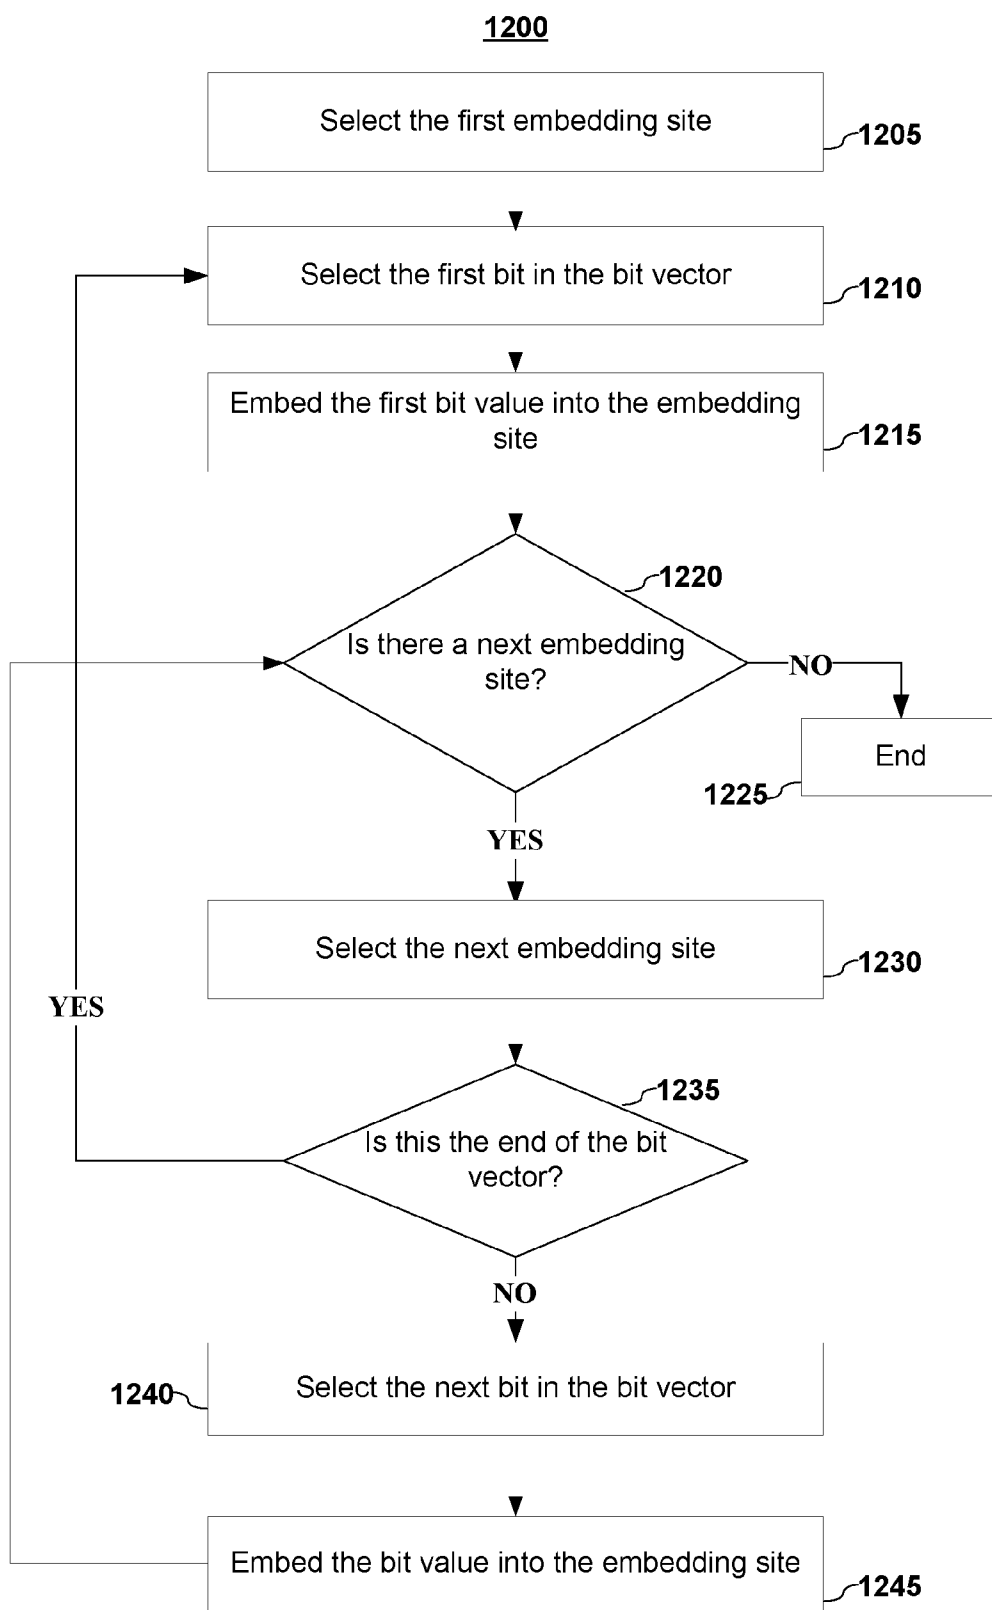 1200
Select the first embedding site
1205
Select the first bit in the bit vector
1210
Embed the first bit value into the embedding
site
1215
1220
Is there a next embedding
site?
NO
End
1225
YES
Select the next embedding site
1230
YES
1235
Is this the end of the bit
vector?
NO
1240
Select the next bit in the bit vector
Embed the bit value into the embedding site
1245